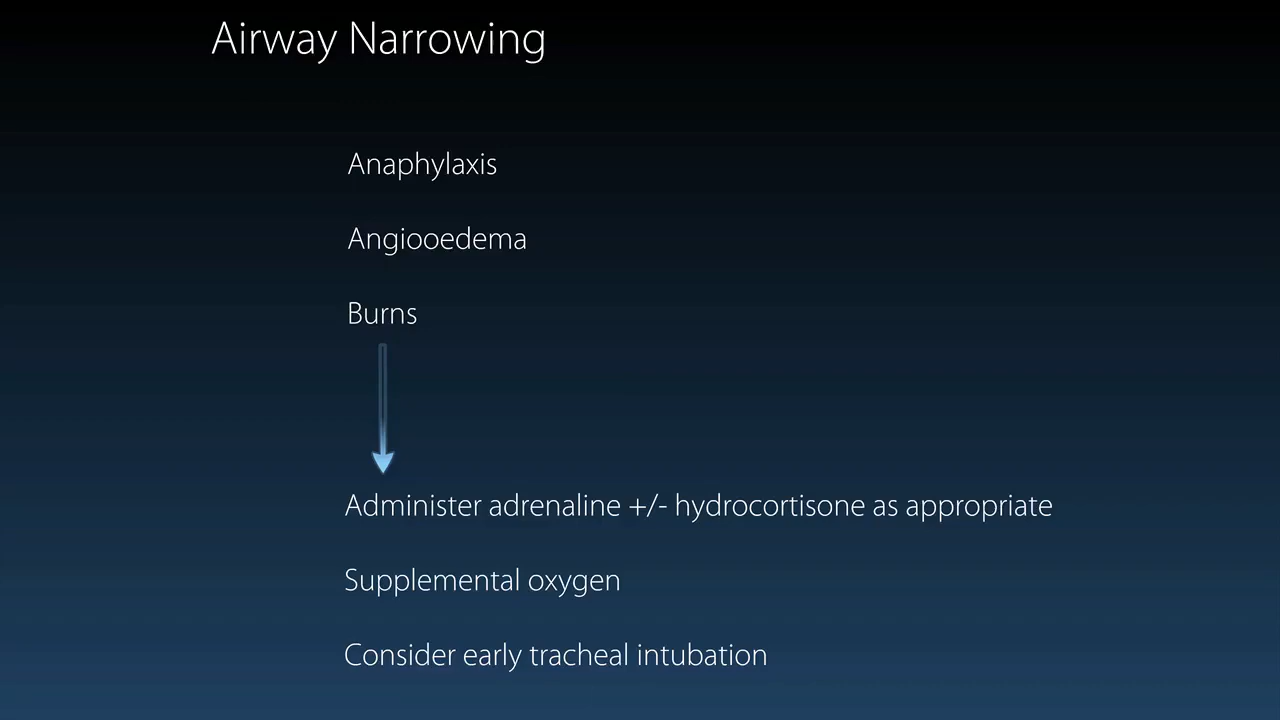 Airway Narrowing
Anaphylaxis
Angiooedema
Burns
Administer adrenaline +/- hydrocortisone as appropriate
Supplemental oxygen
Consider early tracheal intubation